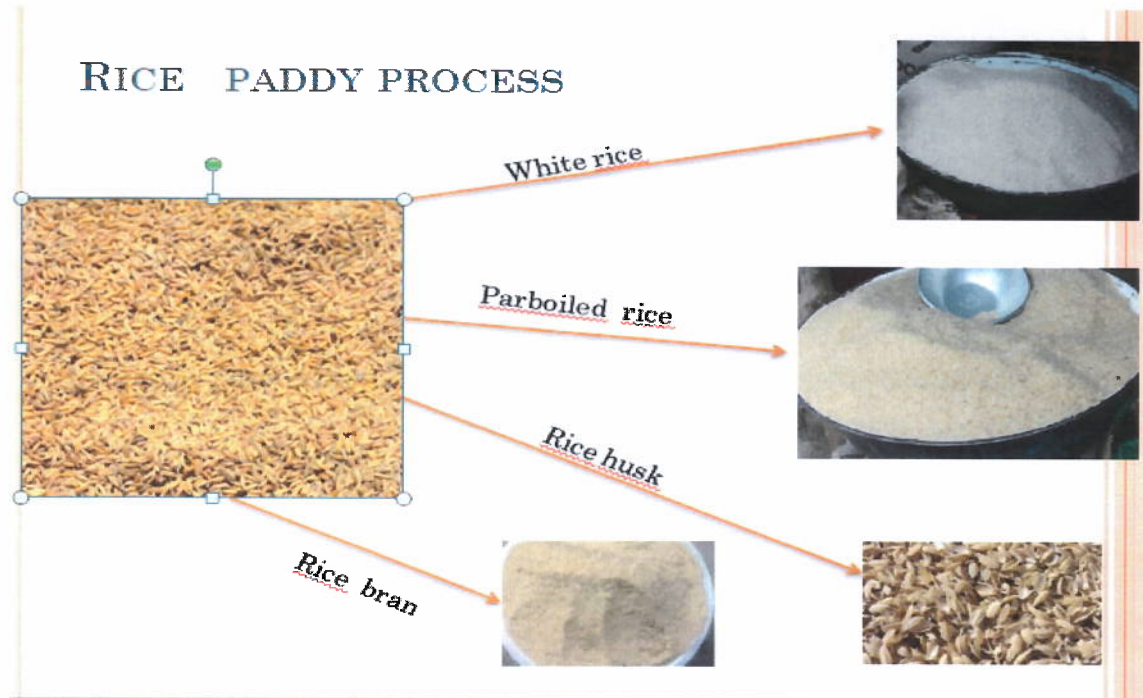 RICE PADDY PROCESS
White rice
Parboiled rice
Rice husk
Rice bran